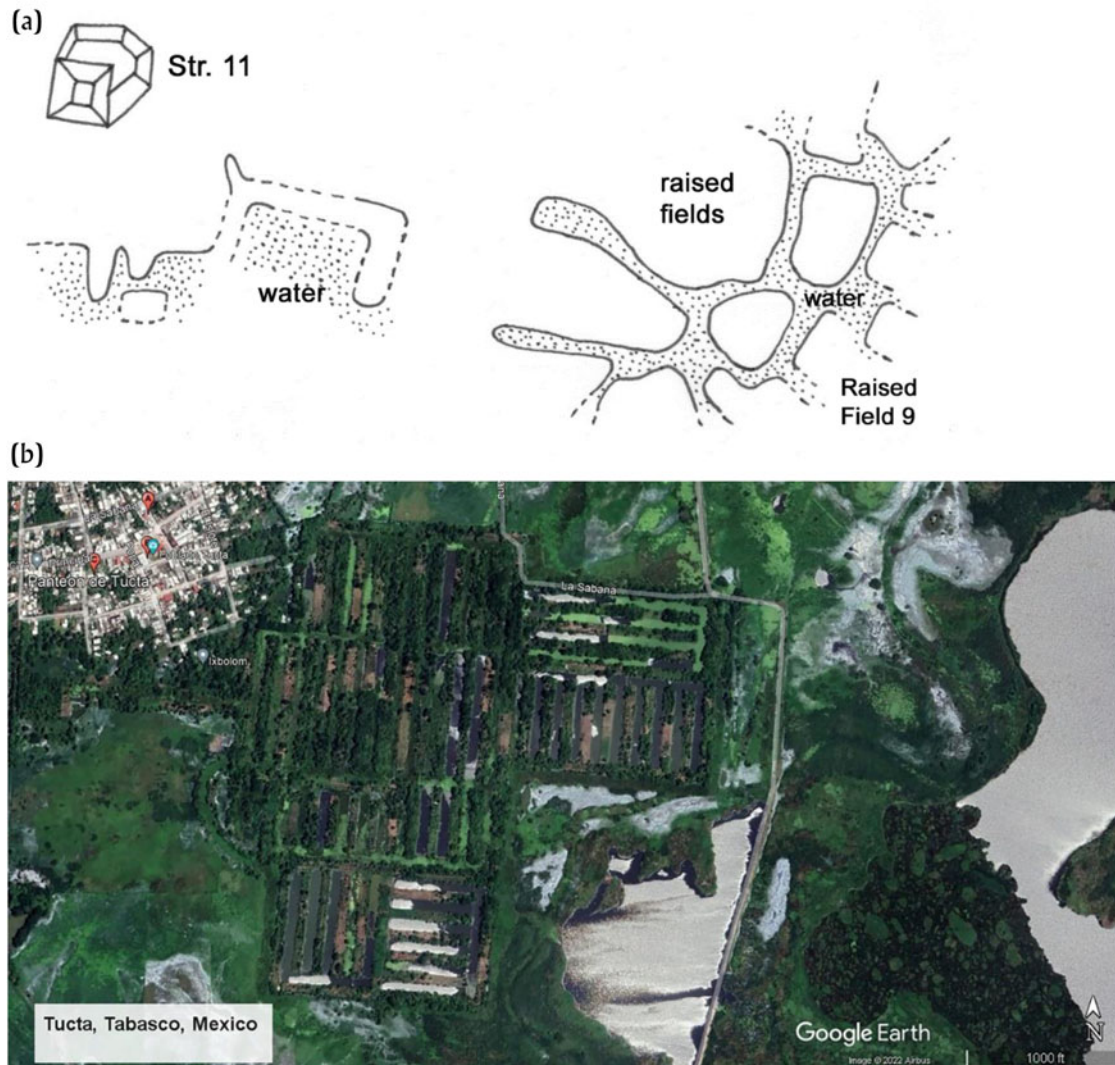 (a)
Str. 11
raised
fields
water
water
Raised
Field 9
(b)
La Sabana
Panteón de Tucta
Ixbolom
Tucta, Tabasco, Mexico
Google Earth
N
Image © 2022 Airbus
1000 ft